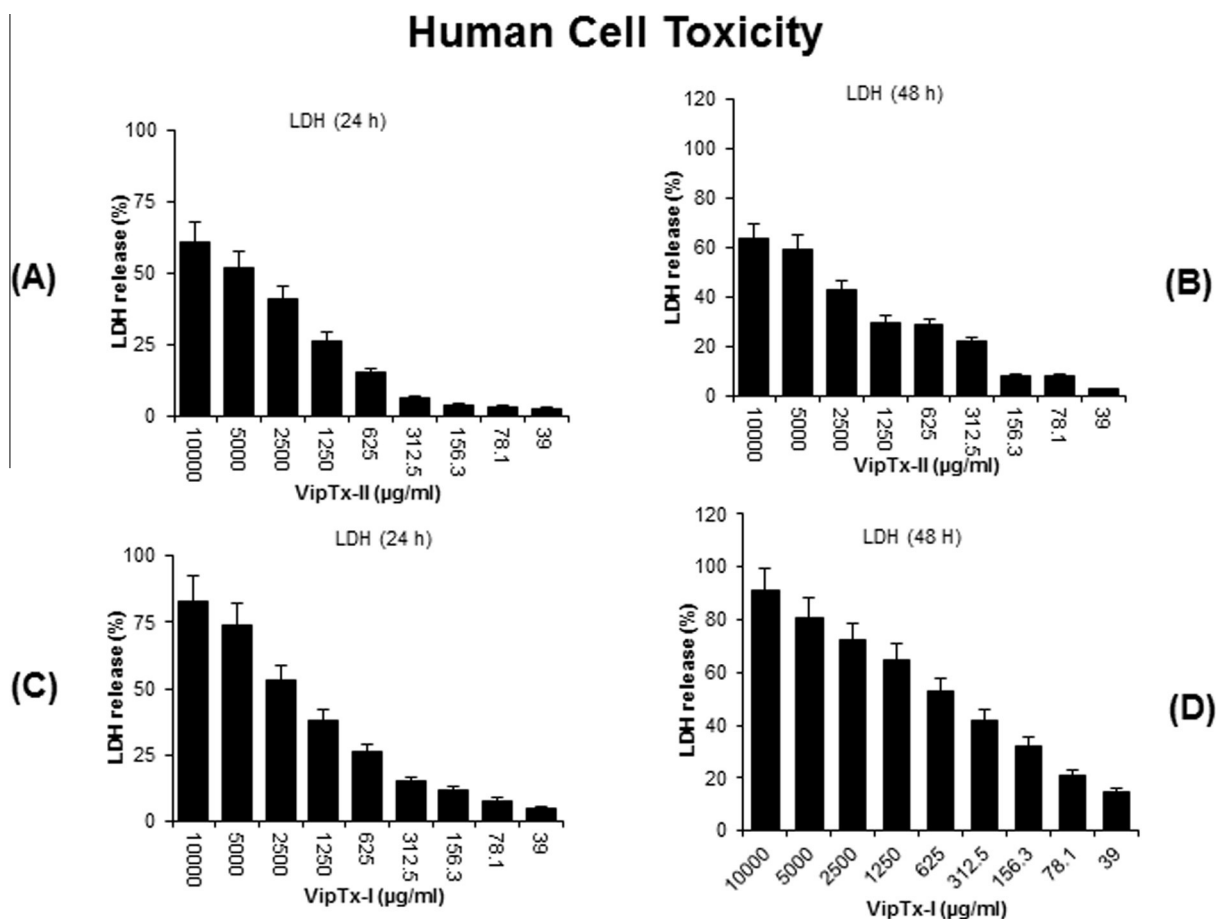 Human Cell Toxicity
(A)
LDH (24 h)
LDH release (%)
100
75
50
25
0
10000 5000 2500 1250 625 312.5 156.3 78.1 39
VipTx-II (µg/ml)
(B)
LDH (48 h)
LDH release (%)
120
100
80
60
40
20
0
10000 5000 2500 1250 625 312.5 156.3 78.1 39
VipTx-II (µg/ml)
(C)
LDH (24 h)
LDH release (%)
100
75
50
25
0
10000 5000 2500 1250 625 312.5 156.3 78.1 39
VipTx-I (µg/ml)
(D)
LDH (48 H)
LDH release (%)
120
100
80
60
40
20
0
10000 5000 2500 1250 625 312.5 156.3 78.1 39
VipTx-I (µg/ml)